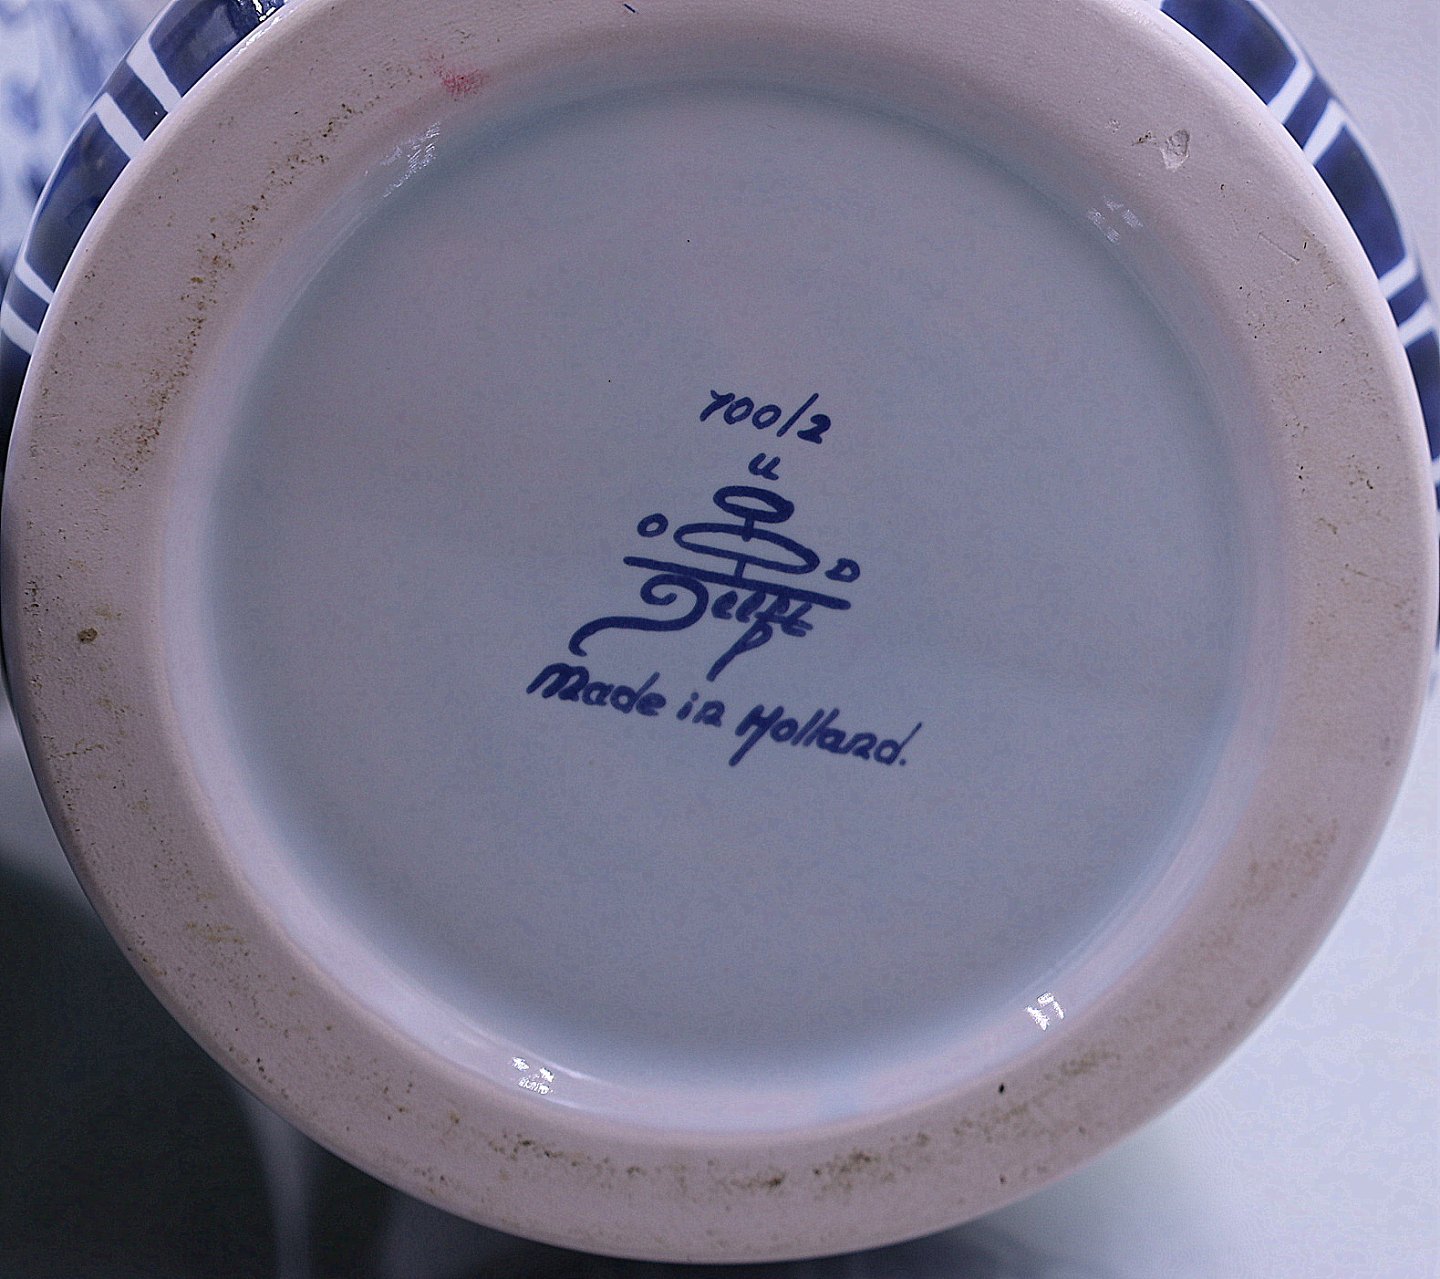 700/2
u
O D
Delft
p
Made in Holland.